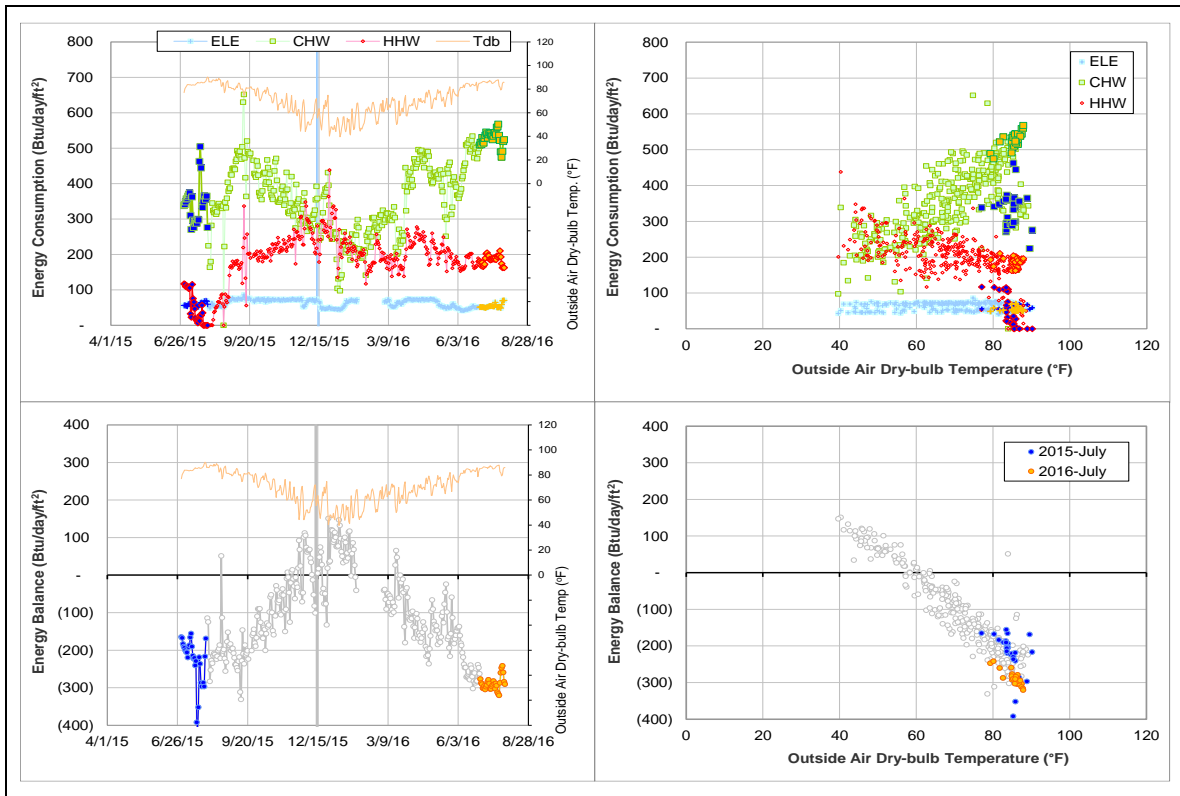 ELE CHW HHW Tdb
Energy Consumption (Btu/day/ft²)
800
700
600
500
400
300
200
100
-
120
100
80
60
40
20
0
Outside Air Dry-bulb Temp. (°F)
4/1/15 6/26/15 9/20/15 12/15/15 3/9/16 6/3/16 8/28/16
Energy Consumption (Btu/day/ft²)
800
700
600
500
400
300
200
100
-
ELE
CHW
HHW
0 20 40 60 80 100 120
Outside Air Dry-bulb Temperature (°F)
Energy Balance (Btu/day/ft²)
400
300
200
100
-
(100)
(200)
(300)
(400)
120
100
80
60
40
20
0
Outside Air Dry-bulb Temp (°F)
4/1/15 6/26/15 9/20/15 12/15/15 3/9/16 6/3/16 8/28/16
Energy Balance (Btu/day/ft²)
400
300
200
100
-
(100)
(200)
(300)
(400)
2015-July
2016-July
0 20 40 60 80 100 120
Outside Air Dry-bulb Temperature (°F)